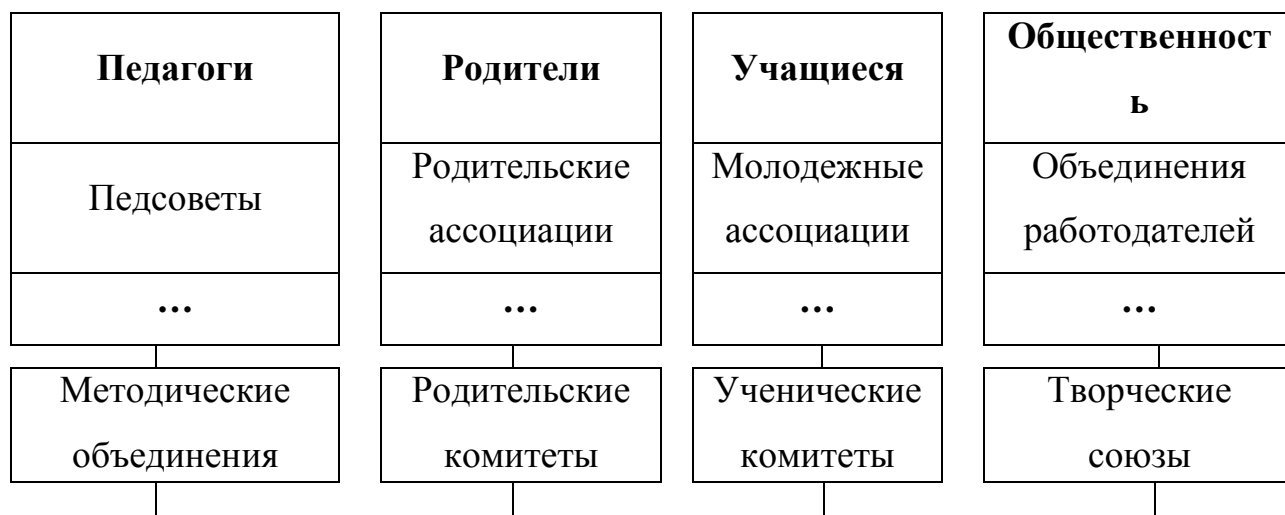 Педагоги
Родители
Учащиеся
Общественност
ь
Педсоветы
Родительские
ассоциации
Молодежные
ассоциации
Объединения
работодателей
…
…
…
…
Методические
объединения
Родительские
комитеты
Ученические
комитеты
Творческие
союзы